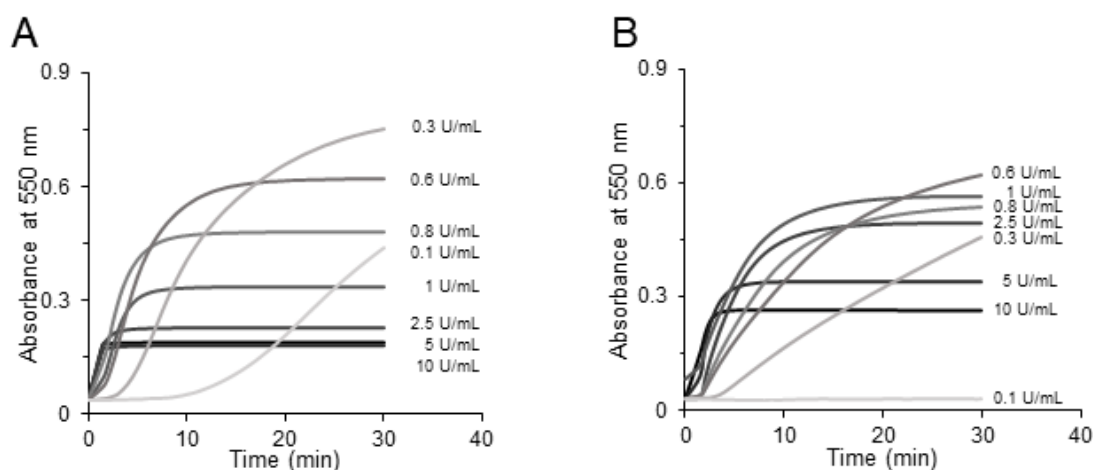 A
Absorbance at 550 nm
0.9
0.6
0.3
0
0
10
20
30
40
Time (min)
0.3 U/mL
0.6 U/mL
0.8 U/mL
0.1 U/mL
1 U/mL
2.5 U/mL
5 U/mL
10 U/mL
B
Absorbance at 550 nm
0.9
0.6
0.3
0
0
10
20
30
40
Time (min)
0.6 U/mL
1 U/mL
0.8 U/mL
2.5 U/mL
0.3 U/mL
5 U/mL
10 U/mL
0.1 U/mL